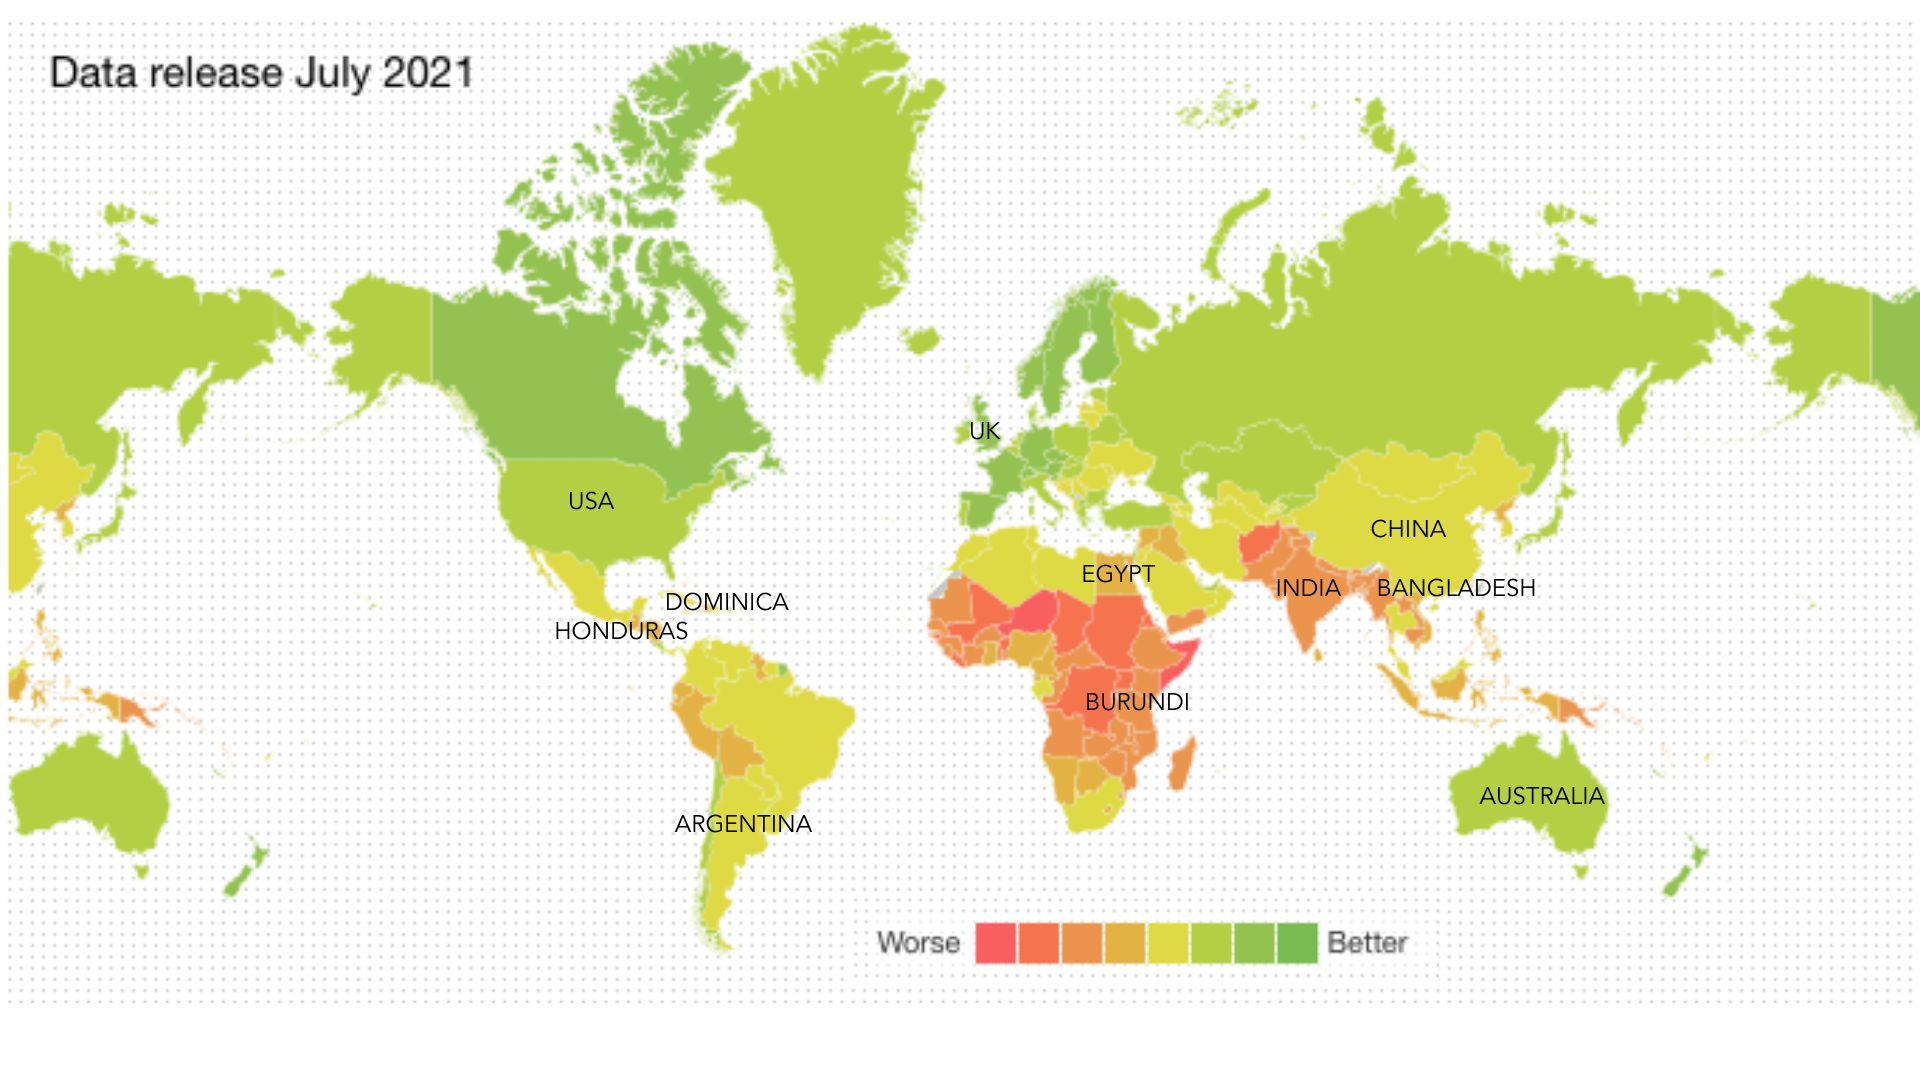 Data release July 2021
UK
USA
CHINA
EGYPT
INDIA
BANGLADESH
DOMINICA
HONDURAS
BURUNDI
AUSTRALIA
ARGENTINA
Worse
Better